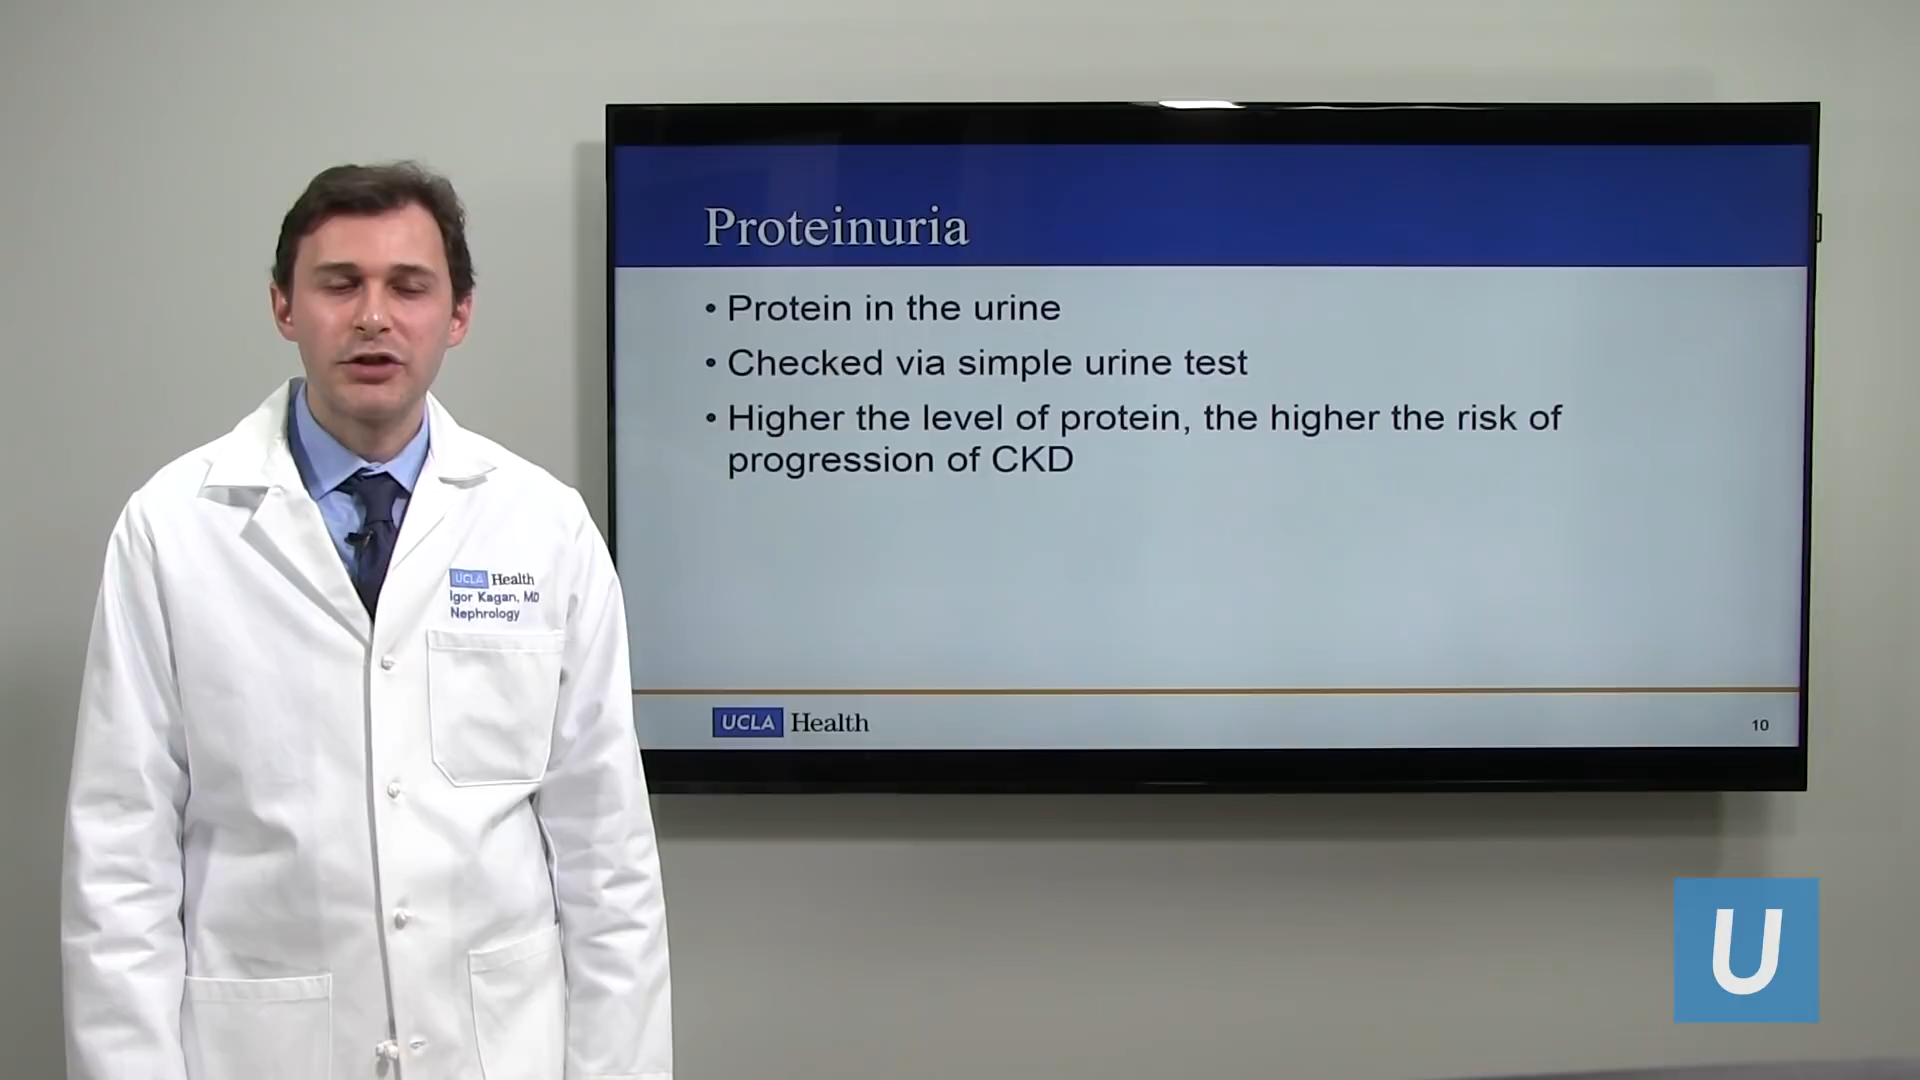 Proteinuria
• Protein in the urine
• Checked via simple urine test
• Higher the level of protein, the higher the risk of
progression of CKD
UCLA Health
10
UCLA Health
Igor Kagan, MD
Nephrology
U